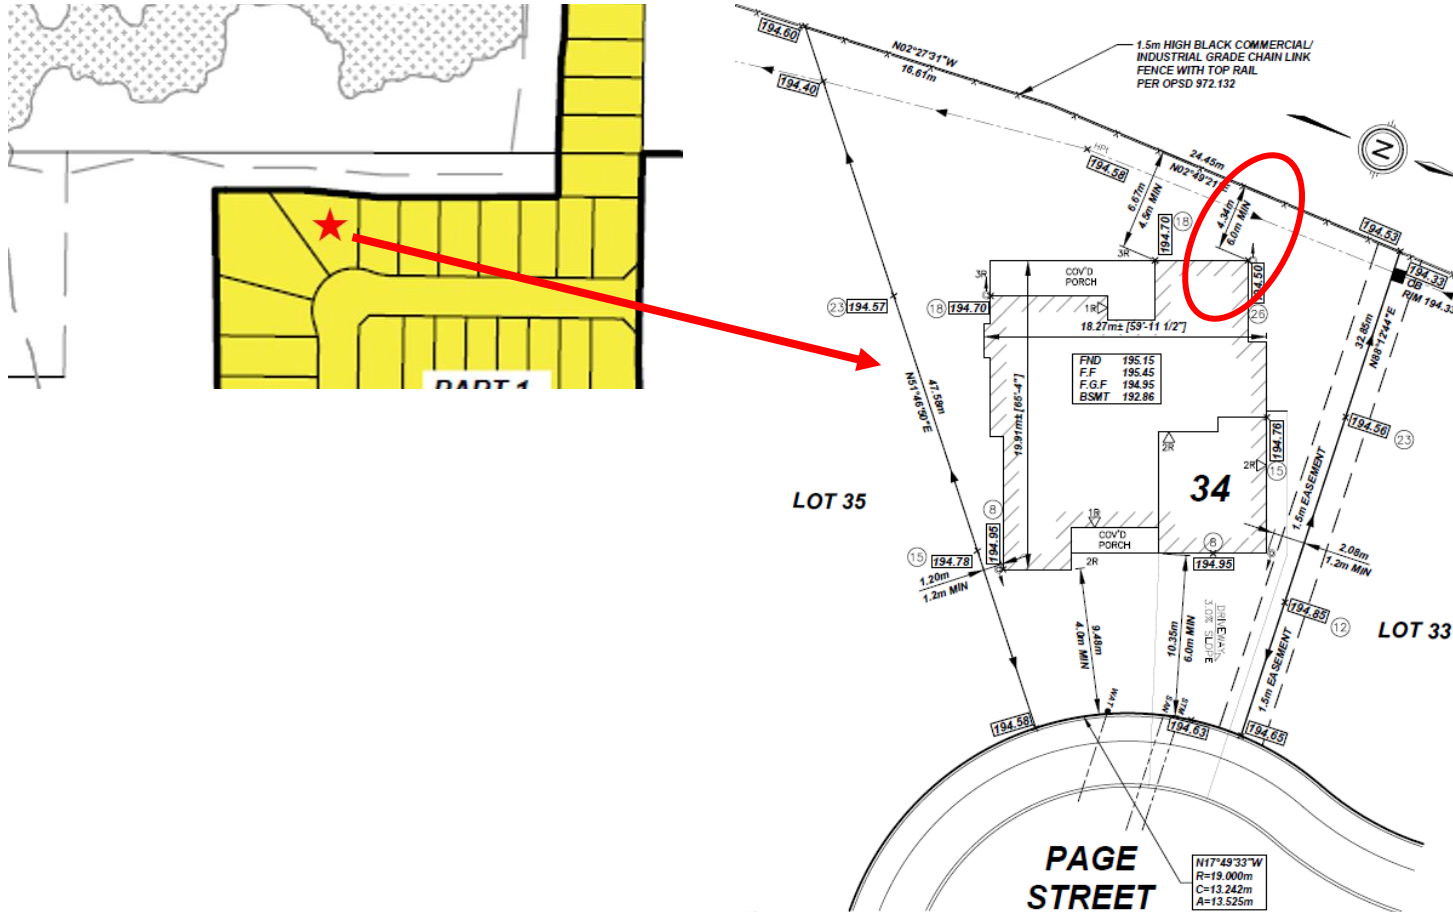 PART 1
194.60
N02°27'31"W
16.61m
1.5m HIGH BLACK COMMERCIAL/
INDUSTRIAL GRADE CHAIN LINK
FENCE WITH TOP RAIL
PER OPSD 972.132
194.40
HPt
194.58
24.45m
N
6.67m
4.5m MIN
18
194.70
4.34m
6.0m MIN
194.53
194.33
CB
3R
3R
COV'D
PORCH
1R
18.27m± [59'-11 1/2"]
26
23
194.57
18
194.70
32.85m
N88°12'44"E
FND 195.15
F.F 195.45
F.G.F 194.95
BSMT 192.86
47.58m
N51°46'50"E
19.91m± [65'-4"]
194.76
15
2R
2R
194.56
23
34
LOT 35
1.5m EASEMENT
8
194.95
1R
COV'D
PORCH
2R
8
194.95
15
194.78
1.20m
1.2m MIN
2.08m
1.2m MIN
9.48m
4.0m MIN
10.35m
6.0m MIN
DRIVEWAY
3.0% SLOPE
194.85
12
LOT 33
1.5m EASEMENT
WAT
SAN
STM
194.58
194.63
194.65
PAGE
STREET
N17°49'33"W
R=19.000m
C=13.242m
A=13.525m